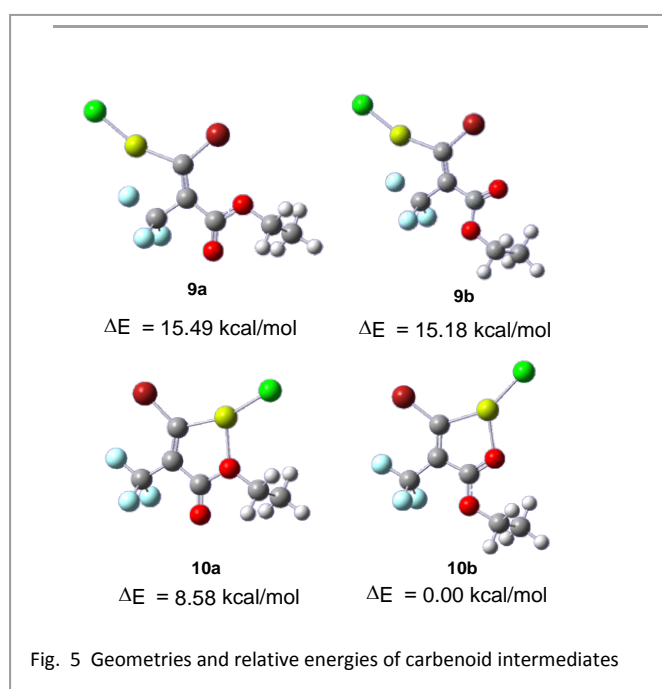 9a
9b
ΔE = 15.49 kcal/mol
ΔE = 15.18 kcal/mol
10a
10b
ΔE = 8.58 kcal/mol
ΔE = 0.00 kcal/mol
Fig. 5 Geometries and relative energies of carbenoid intermediates